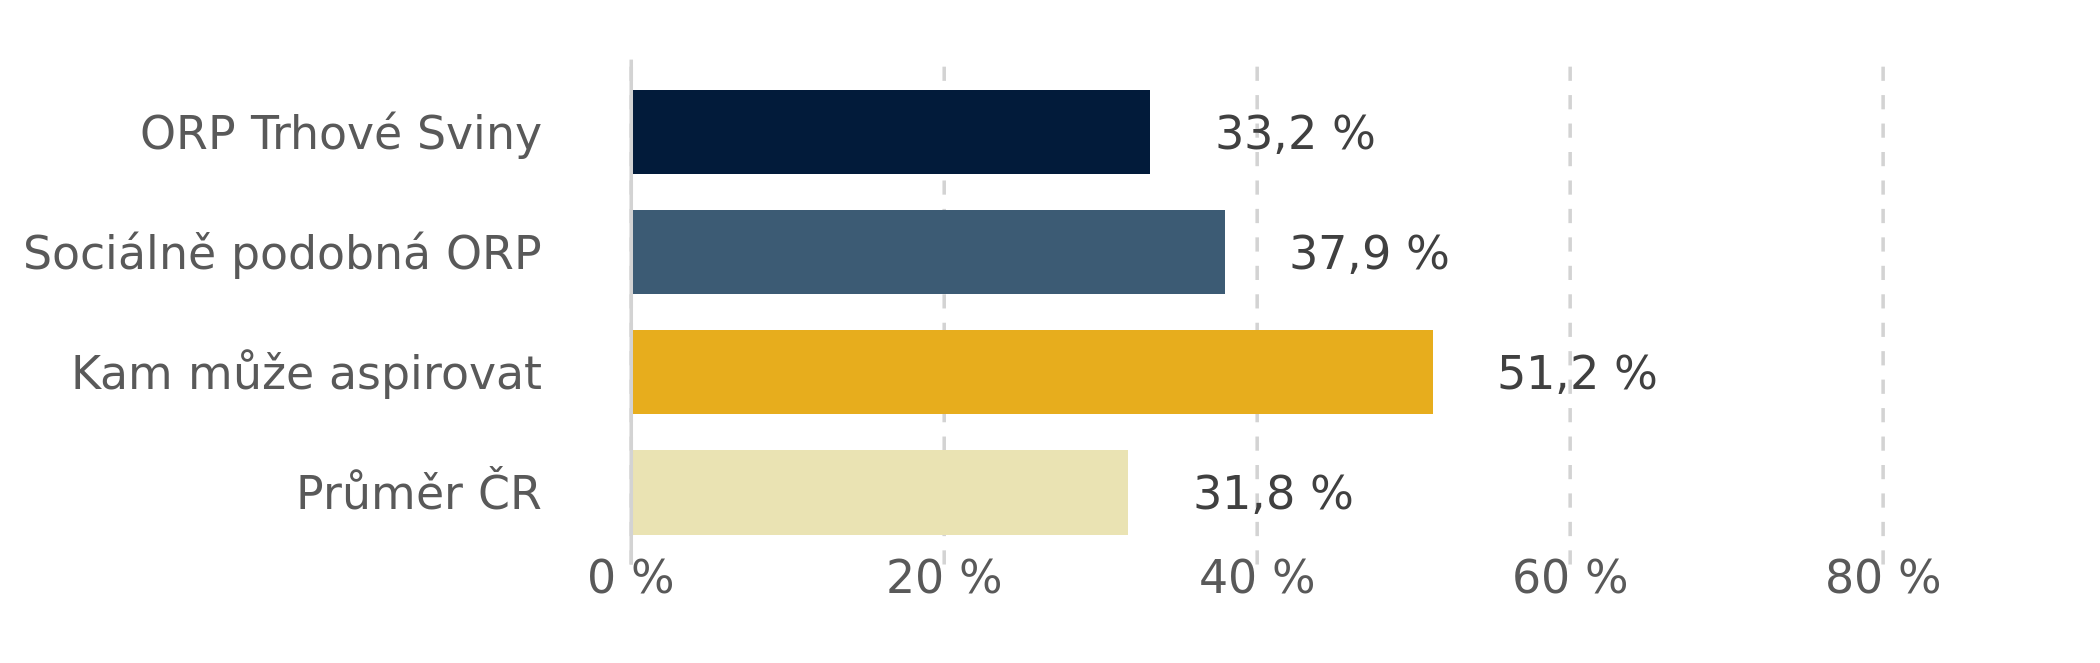 ORP Trhové Sviny
33,2 %
Sociálně podobná ORP
37,9 %
Kam může aspirovat
51,2 %
Průměr ČR
31,8 %
0 %
20 %
40 %
60 %
80 %